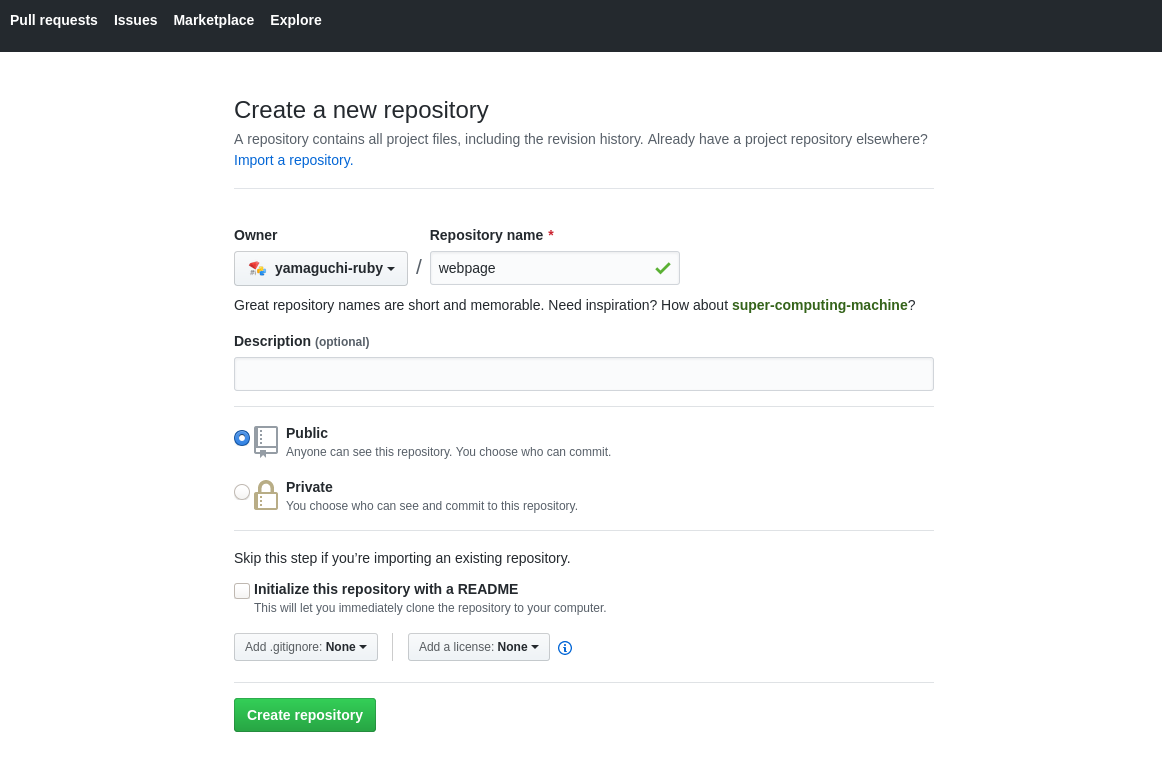 Pull requests Issues Marketplace Explore
Create a new repository
A repository contains all project files, including the revision history. Already have a project repository elsewhere?
Import a repository.
Owner Repository name *
yamaguchi-ruby / webpage
Great repository names are short and memorable. Need inspiration? How about super-computing-machine?
Description (optional)
Public
Anyone can see this repository. You choose who can commit.
Private
You choose who can see and commit to this repository.
Skip this step if you’re importing an existing repository.
Initialize this repository with a README
This will let you immediately clone the repository to your computer.
Add .gitignore: None Add a license: None
Create repository